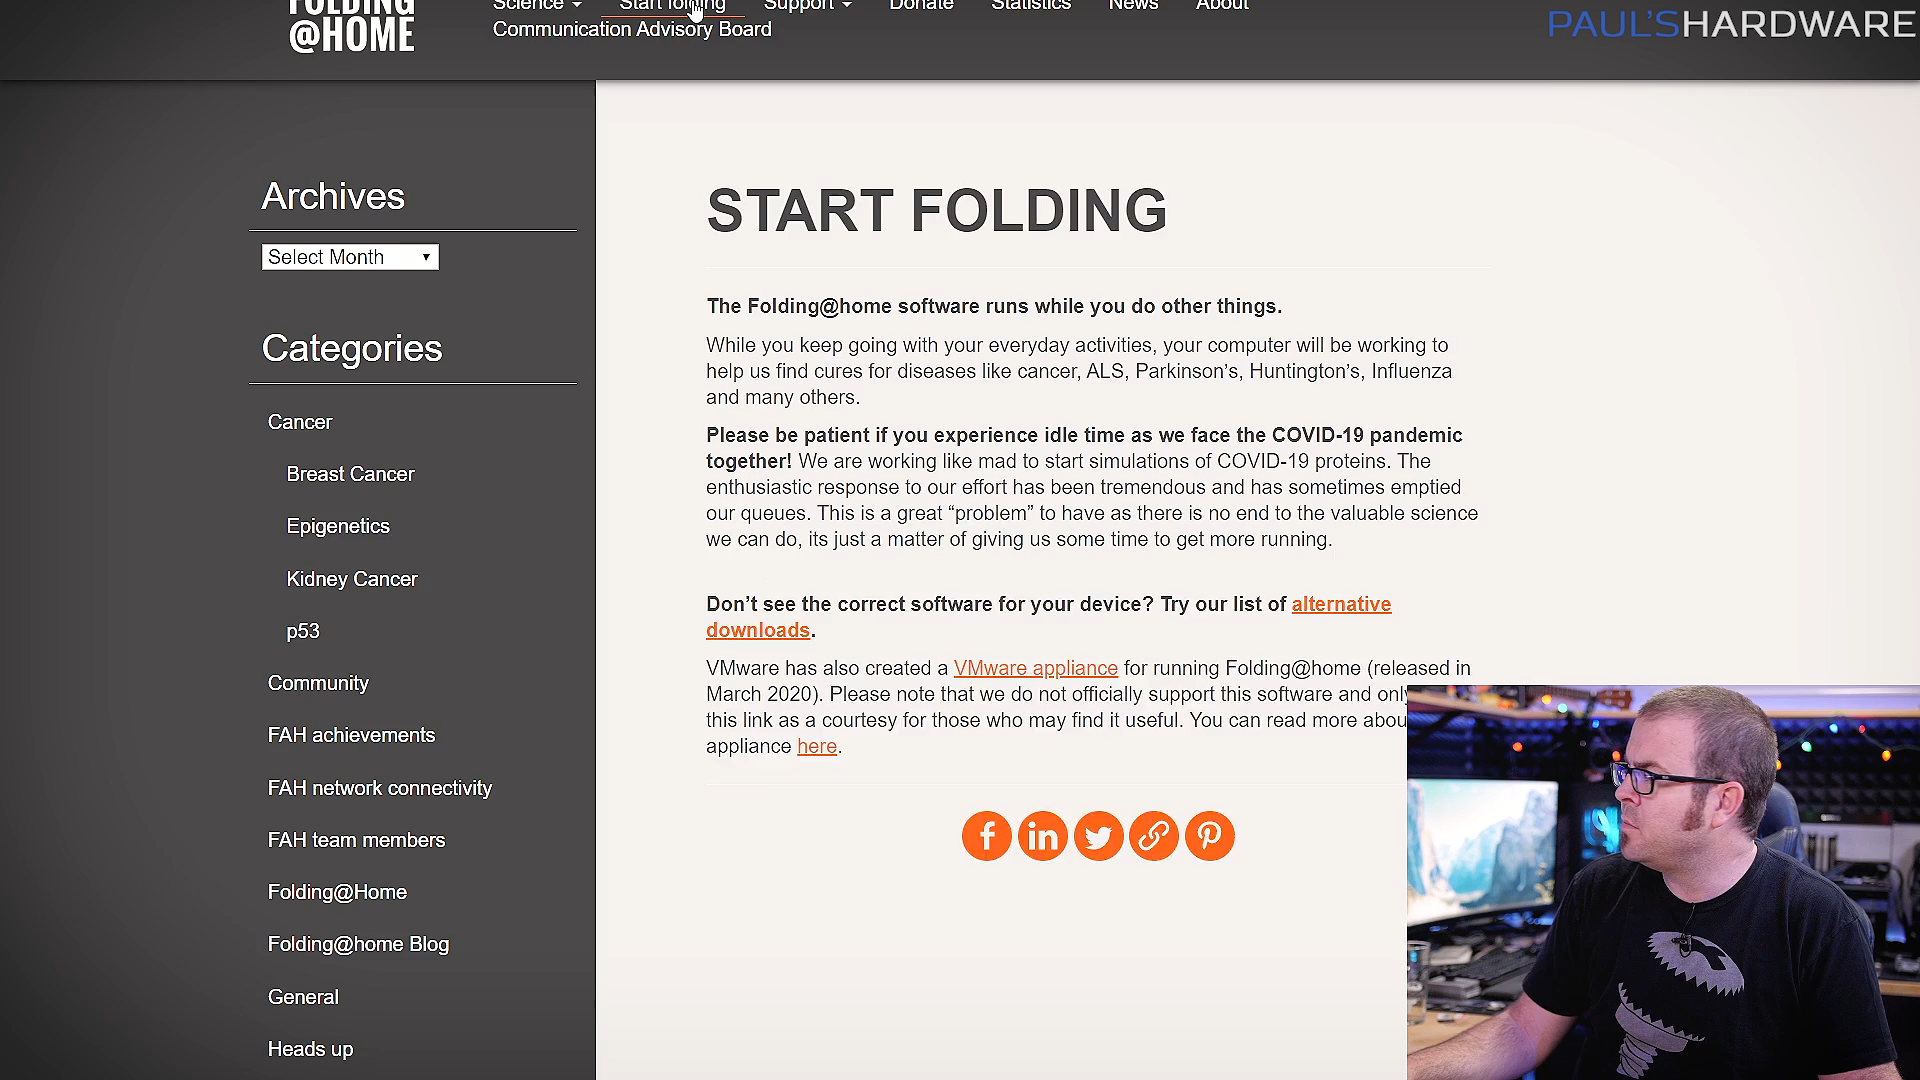 FOLDING
@HOME
Science
Start folding
Support
Donate
Statistics
News
About
Communication Advisory Board
PAUL'SHARDWARE
Archives
Select Month
Categories
Cancer
Breast Cancer
Epigenetics
Kidney Cancer
p53
Community
FAH achievements
FAH network connectivity
FAH team members
Folding@Home
Folding@home Blog
General
Heads up
START FOLDING
The Folding@home software runs while you do other things.
While you keep going with your everyday activities, your computer will be working to
help us find cures for diseases like cancer, ALS, Parkinson’s, Huntington’s, Influenza
and many others.
Please be patient if you experience idle time as we face the COVID-19 pandemic
together! We are working like mad to start simulations of COVID-19 proteins. The
enthusiastic response to our effort has been tremendous and has sometimes emptied
our queues. This is a great “problem” to have as there is no end to the valuable science
we can do, its just a matter of giving us some time to get more running.
Don’t see the correct software for your device? Try our list of alternative
downloads.
VMware has also created a VMware appliance for running Folding@home (released in
March 2020). Please note that we do not officially support this software and only
this link as a courtesy for those who may find it useful. You can read more abou
appliance here.